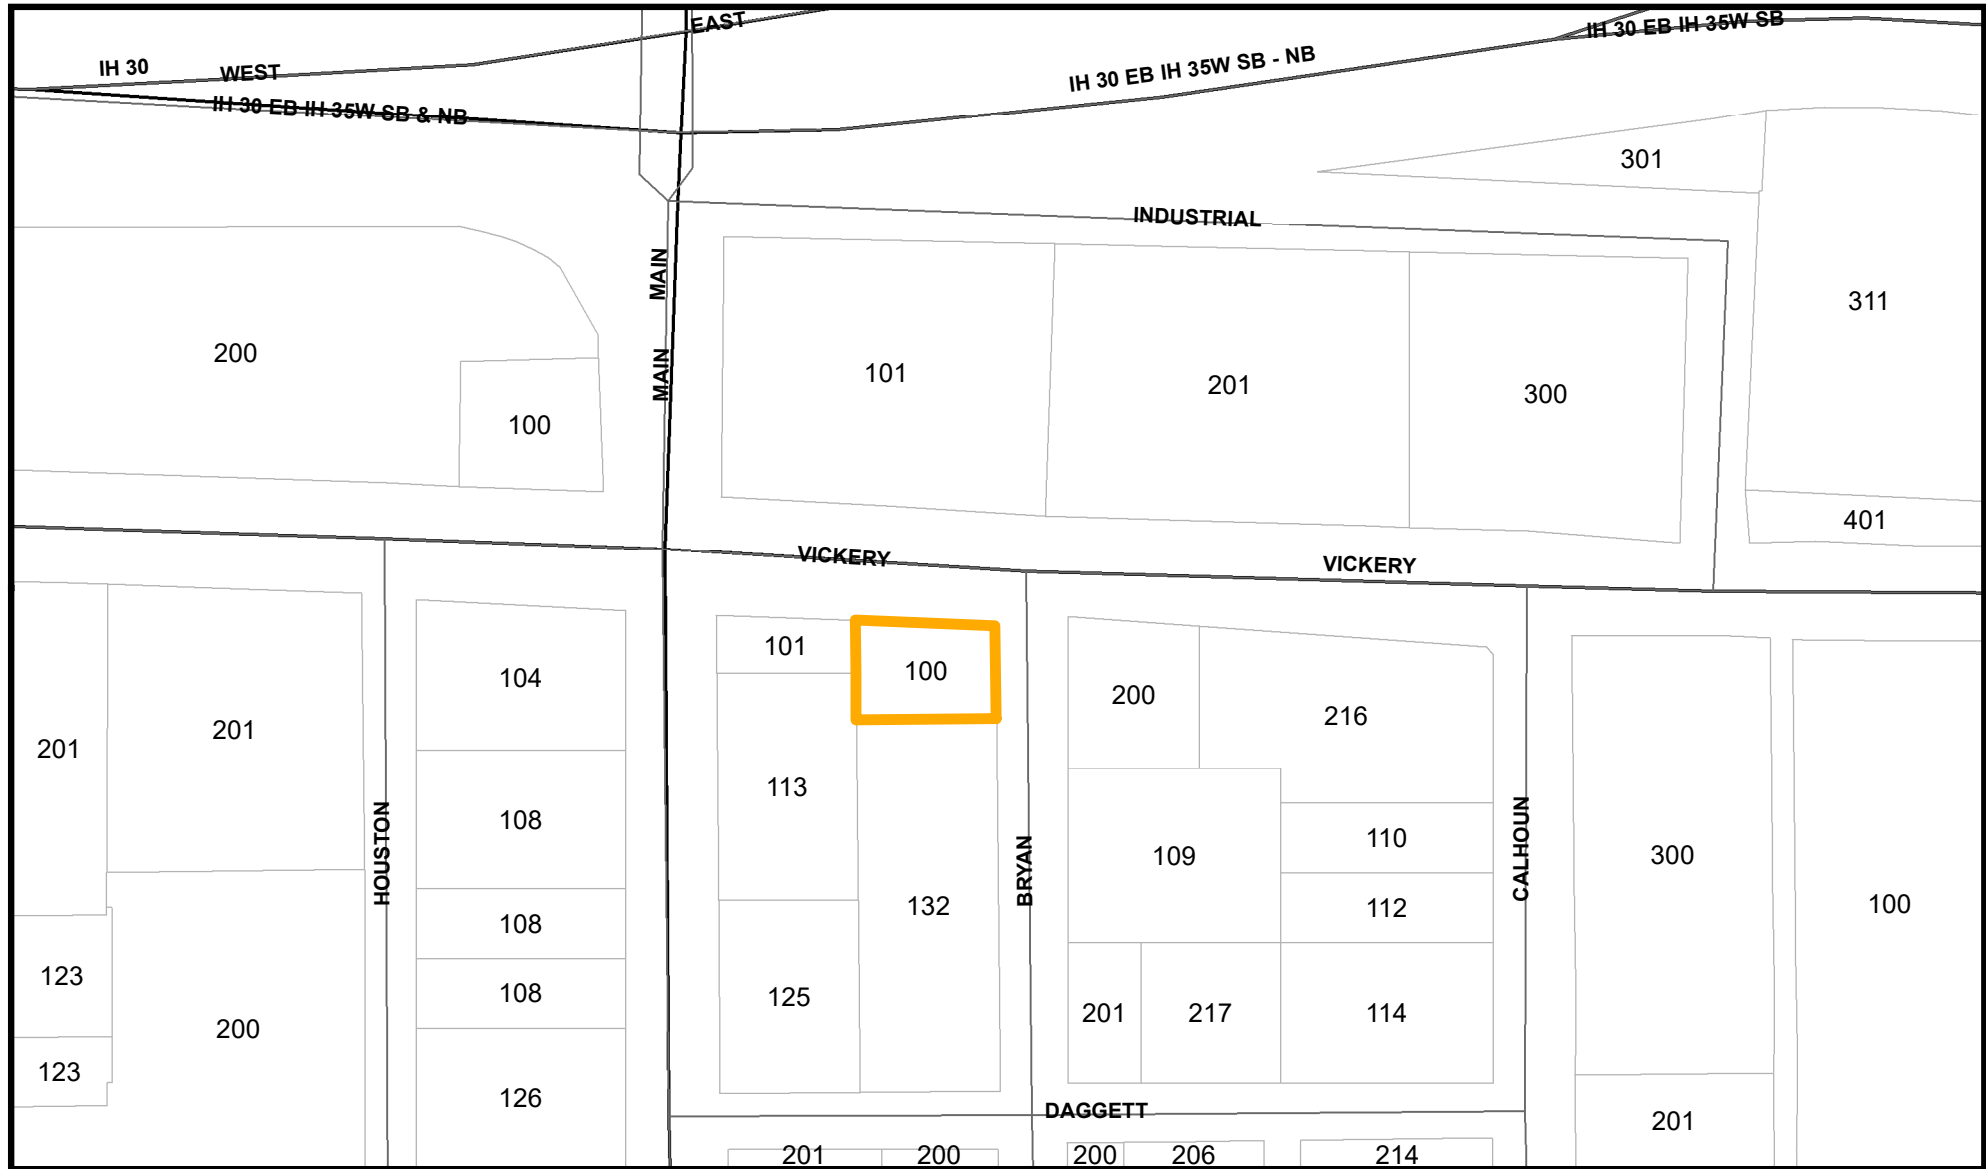 EAST
IH 30 EB IH 35W SB
IH 30
WEST
IH 30 EB IH 35W SB - NB
IH 30 EB IH 35W SB & NB
301
INDUSTRIAL
MAIN
311
200
MAIN
101
201
300
100
401
VICKERY
VICKERY
101
100
104
200
216
201
201
113
108
HOUSTON
BRYAN
CALHOUN
109
110
300
132
112
100
108
123
108
125
201
217
114
200
123
126
DAGGETT
201
201
200
200
206
214